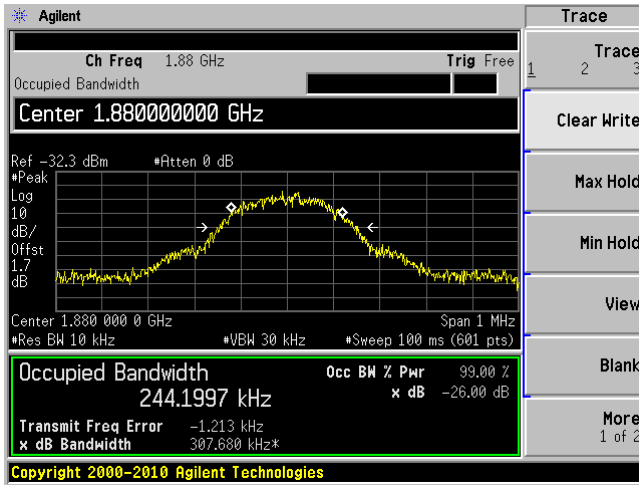 Agilent
Trace
Ch Freq 1.88 GHz Trig Free
Occupied Bandwidth
Center 1.880000000 GHz
Ref -32.3 dBm #Atten 0 dB
#Peak
Log
10
dB/
Offst
1.7
dB
Center 1.880 000 0 GHz Span 1 MHz
#Res BW 10 kHz #VBW 30 kHz #Sweep 100 ms (601 pts)
Occupied Bandwidth Occ BW % Pwr 99.00 %
244.1997 kHz x dB -26.00 dB
Transmit Freq Error -1.213 kHz
x dB Bandwidth 307.680 kHz*
Copyright 2000-2010 Agilent Technologies
Trace
1 2 3
Clear Write
Max Hold
Min Hold
View
Blank
More
1 of 2